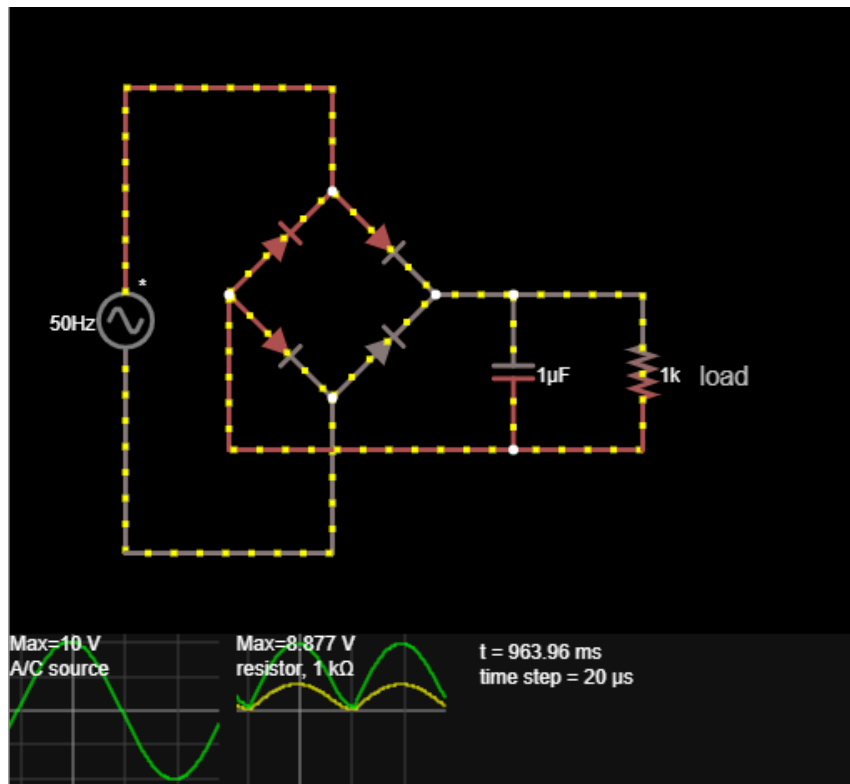 *
50Hz
1µF
1k
load
Max=10 V
A/C source
Max=8.877 V
resistor, 1 kΩ
t = 963.96 ms
time step = 20 µs